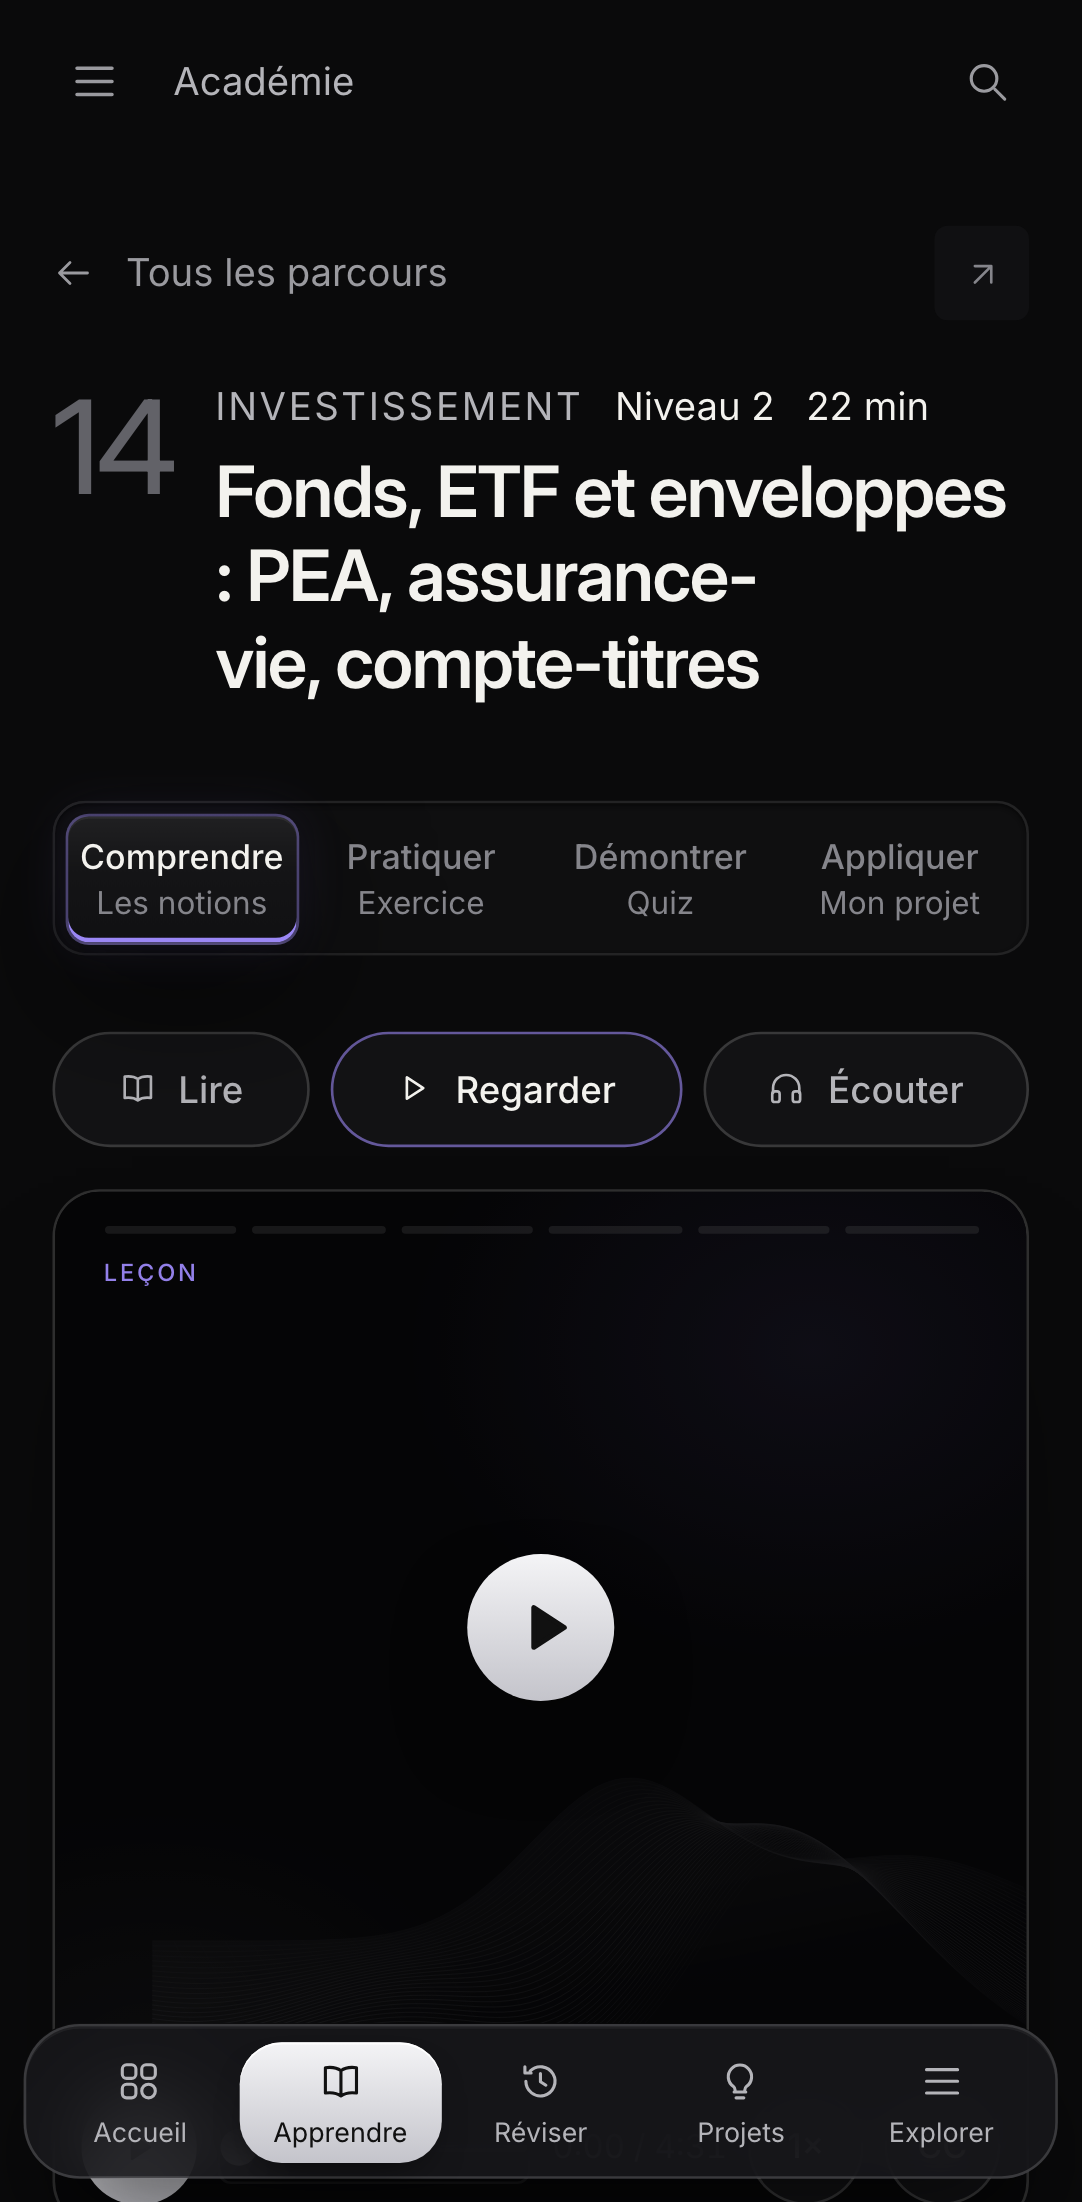 Académie
Tous les parcours
14
INVESTISSEMENT Niveau 2 22 min
Fonds, ETF et enveloppes
: PEA, assurance-
vie, compte-titres
Comprendre Pratiquer Démontrer Appliquer
Les notions Exercice Quiz Mon projet
Lire Regarder Écouter
LEÇON
Accueil Apprendre Réviser Projets Explorer